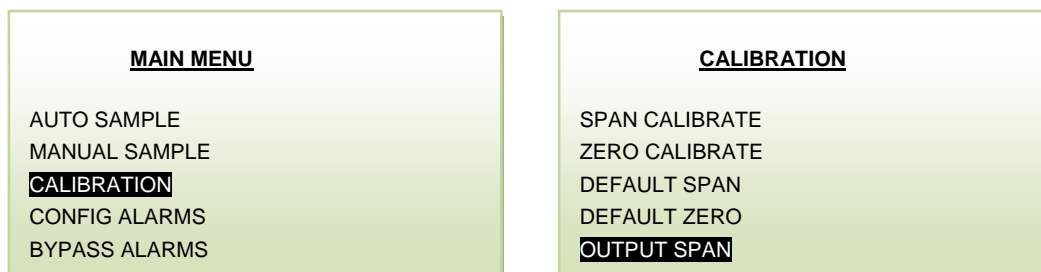 MAIN MENU
AUTO SAMPLE
MANUAL SAMPLE
CALIBRATION
CONFIG ALARMS
BYPASS ALARMS
CALIBRATION
SPAN CALIBRATE
ZERO CALIBRATE
DEFAULT SPAN
DEFAULT ZERO
OUTPUT SPAN